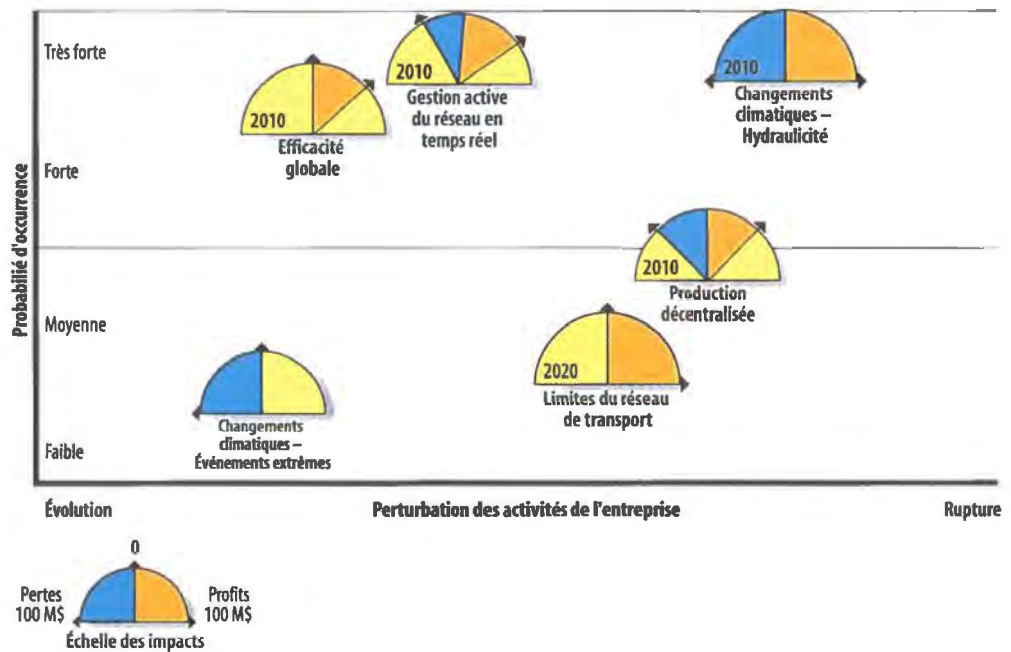 Très forte
2010
Gestion active
du réseau en
temps réel
2010
Changements
climatiques –
Hydraulicité
2010
Efficacité
globale
Forte
Probabilié d'occurrence
2010
Production
décentralisée
Moyenne
2020
Limites du réseau
de transport
Changements
climatiques –
Événements extrêmes
Faible
Évolution
Perturbation des activités de l'entreprise
Rupture
0
Pertes
100 M$
Profits
100 M$
Échelle des impacts